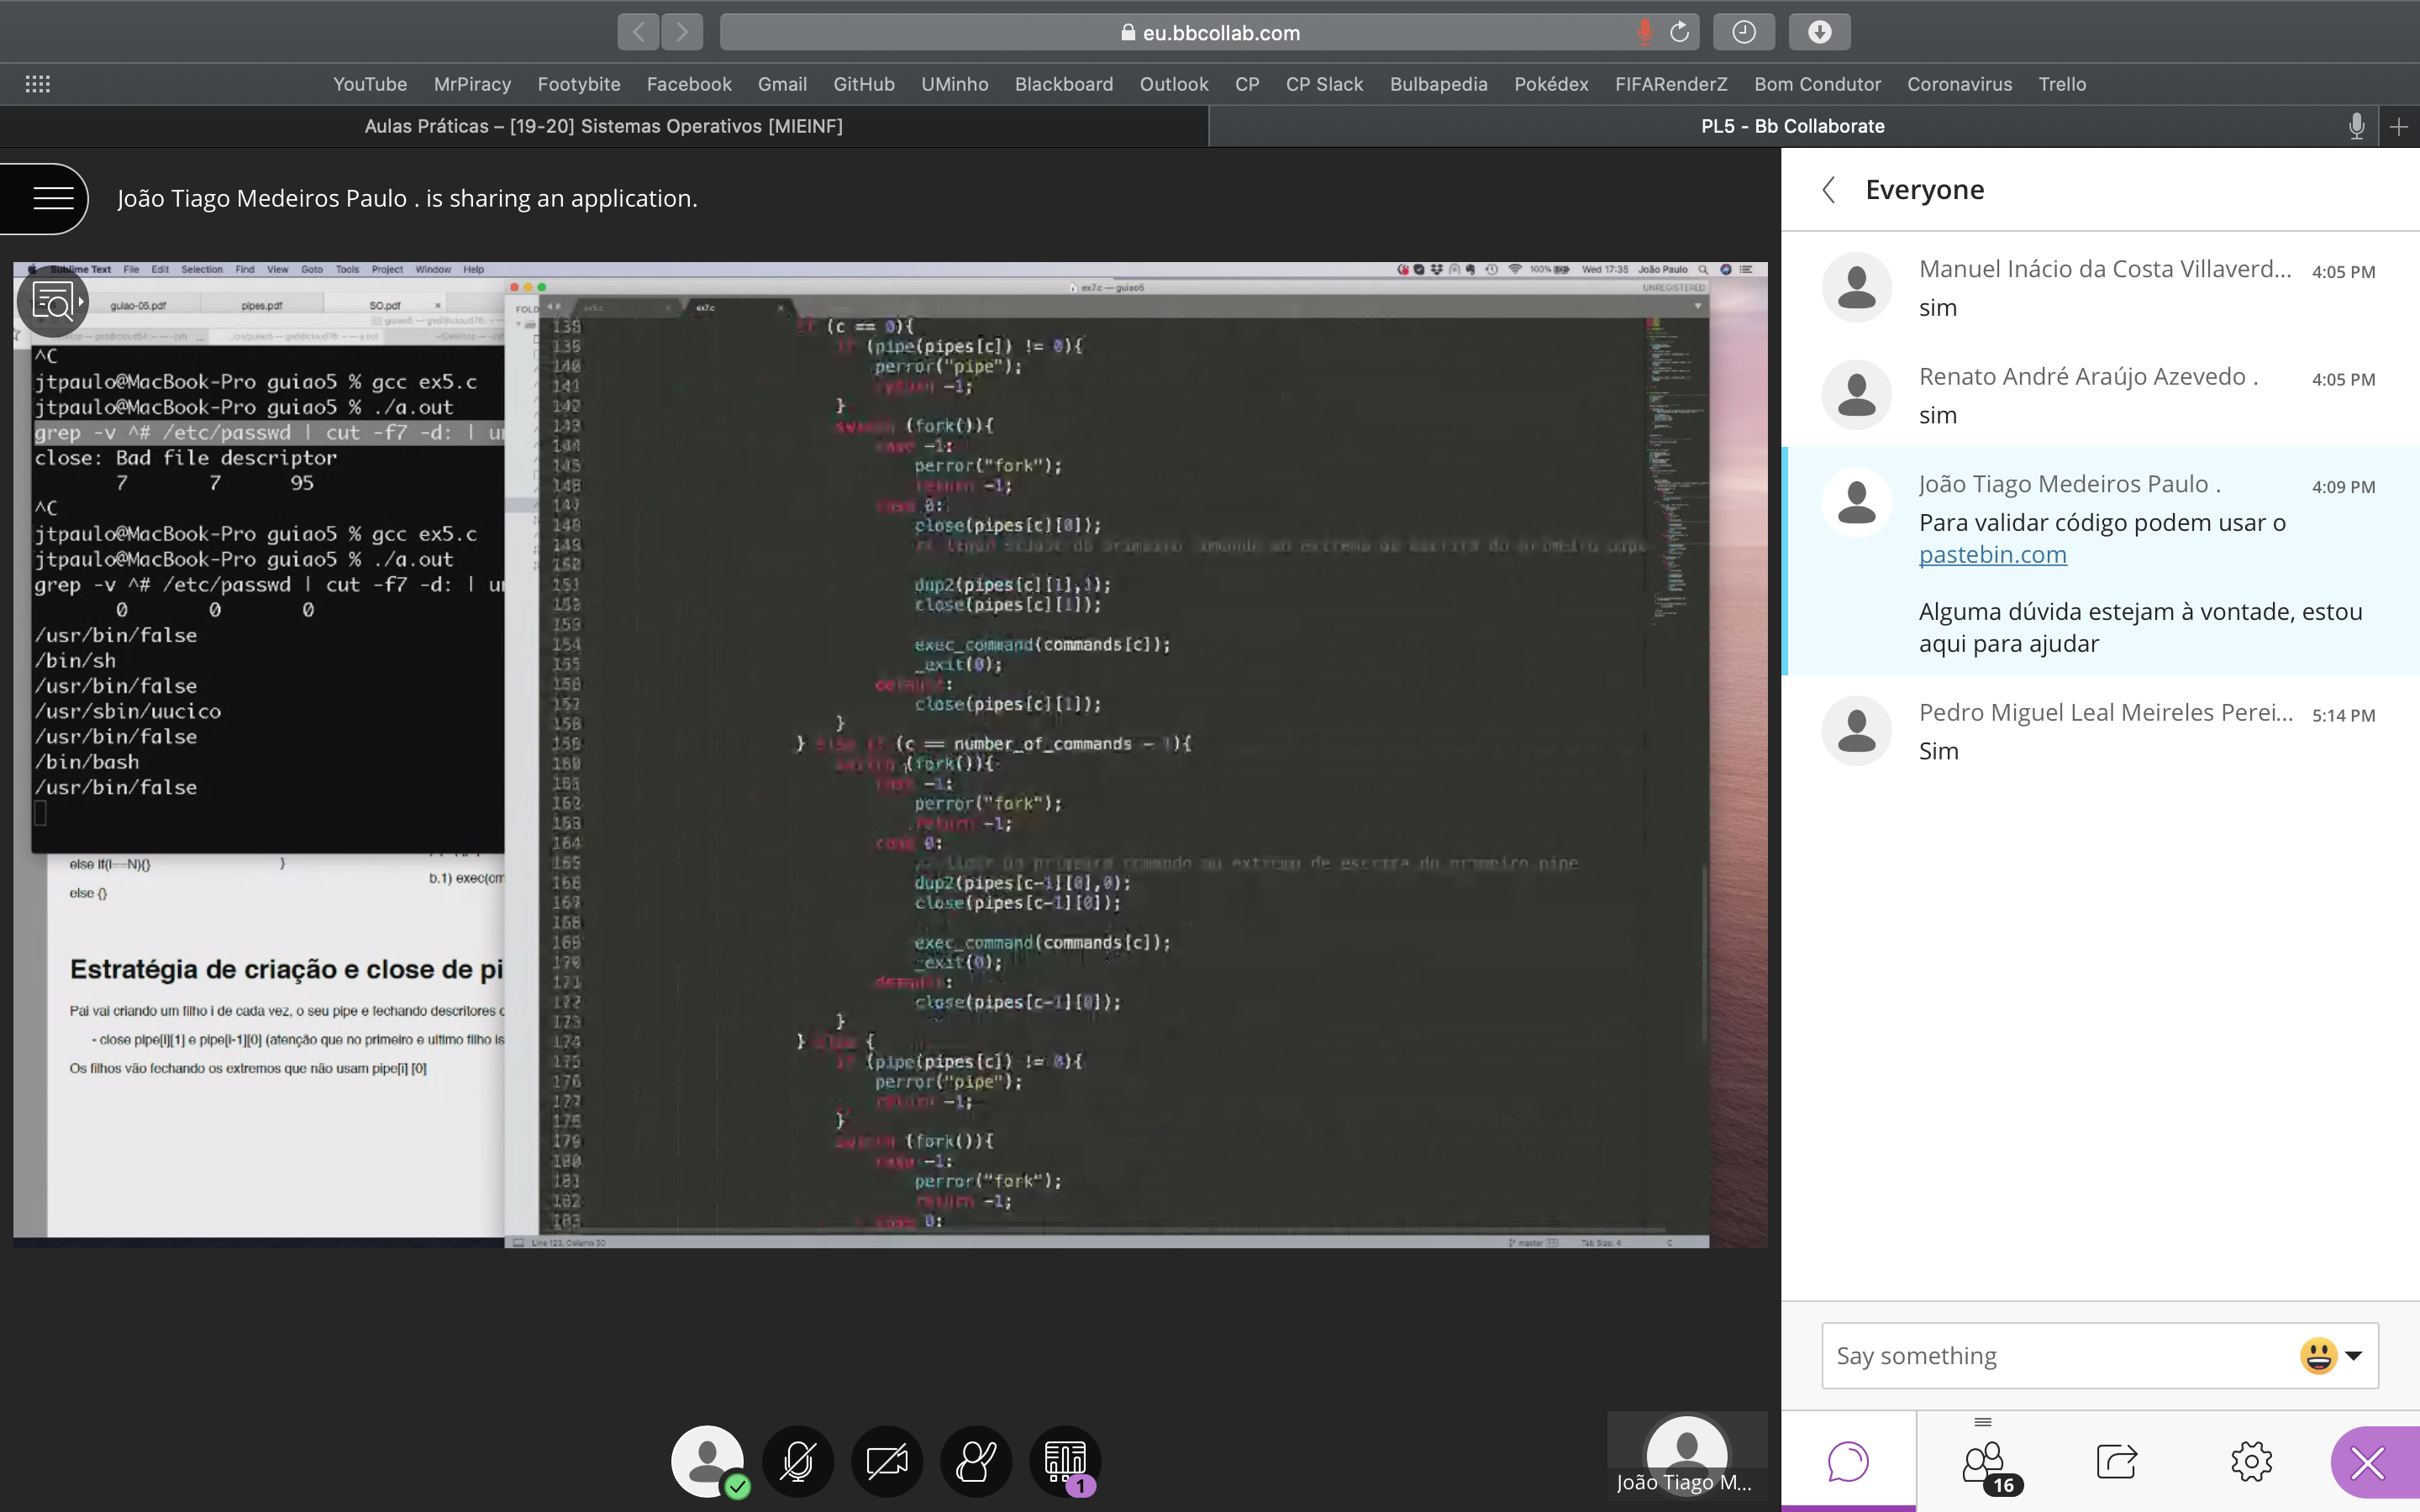 eu.bbcollab.com
YouTube MrPiracy Footybite Facebook Gmail GitHub UMinho Blackboard Outlook CP CP Slack Bulbapedia Pokédex FIFARenderZ Bom Condutor Coronavirus Trello
Aulas Práticas – [19-20] Sistemas Operativos [MIEINF]
PL5 - Bb Collaborate
João Tiago Medeiros Paulo . is sharing an application.
Sublime Text File Edit Selection Find View Goto Tools Project Window Help
100% Wed 17:35 João Paulo
guiao-05.pdf pipes.pdf SO.pdf
^C
jtpaulo@MacBook-Pro guiao5 % gcc ex5.c
jtpaulo@MacBook-Pro guiao5 % ./a.out
grep -v ^# /etc/passwd | cut -f7 -d: | u
close: Bad file descriptor
7 7 95
^C
jtpaulo@MacBook-Pro guiao5 % gcc ex5.c
jtpaulo@MacBook-Pro guiao5 % ./a.out
grep -v ^# /etc/passwd | cut -f7 -d: | u
0 0 0
/usr/bin/false
/bin/sh
/usr/bin/false
/usr/sbin/uucico
/usr/bin/false
/bin/bash
/usr/bin/false
else if(i==N){} }
b.1) exec(cm
else {}
Estratégia de criação e close de pi
Pai vai criando um filho i de cada vez, o seu pipe e fechando descritores
- close pipe[i][1] e pipe[i-1][0] (atenção que no primeiro e ultimo filho is
Os filhos vão fechando os extremos que não usam pipe[i] [0]
ex7.c — guiao5
UNREGISTERED
FOLD
ex5.c ex7.c
138 if (c == 0){
139 if (pipe(pipes[c]) != 0){
140 perror("pipe");
141 return -1;
142 }
143 switch (fork()){
144 case -1:
145 perror("fork");
146 return -1;
147 case 0:
148 close(pipes[c][0]);
149
150
151 dup2(pipes[c][1],1);
152 close(pipes[c][1]);
153
154 exec_command(commands[c]);
155 _exit(0);
156 default:
157 close(pipes[c][1]);
158 }
159 } else if (c == number_of_commands - 1){
160 switch (fork()){
161 case -1:
162 perror("fork");
163 return -1;
164 case 0:
165 primeiro comando ao extremo de escrita do primeiro pipe
166 dup2(pipes[c-1][0],0);
167 close(pipes[c-1][0]);
168
169 exec_command(commands[c]);
170 _exit(0);
171 default:
172 close(pipes[c-1][0]);
173 }
174 } else {
175 if (pipe(pipes[c]) != 0){
176 perror("pipe");
177 return -1;
178 }
179 switch (fork()){
180 case -1:
181 perror("fork");
182 return -1;
183 case 0:
Line 123, Column 30
master Tab Size: 4 C
Everyone
Manuel Inácio da Costa Villaverd... 4:05 PM
sim
Renato André Araújo Azevedo . 4:05 PM
sim
João Tiago Medeiros Paulo . 4:09 PM
Para validar código podem usar o
pastebin.com
Alguma dúvida estejam à vontade, estou
aqui para ajudar
Pedro Miguel Leal Meireles Perei... 5:14 PM
Sim
Say something
João Tiago M...
1
16